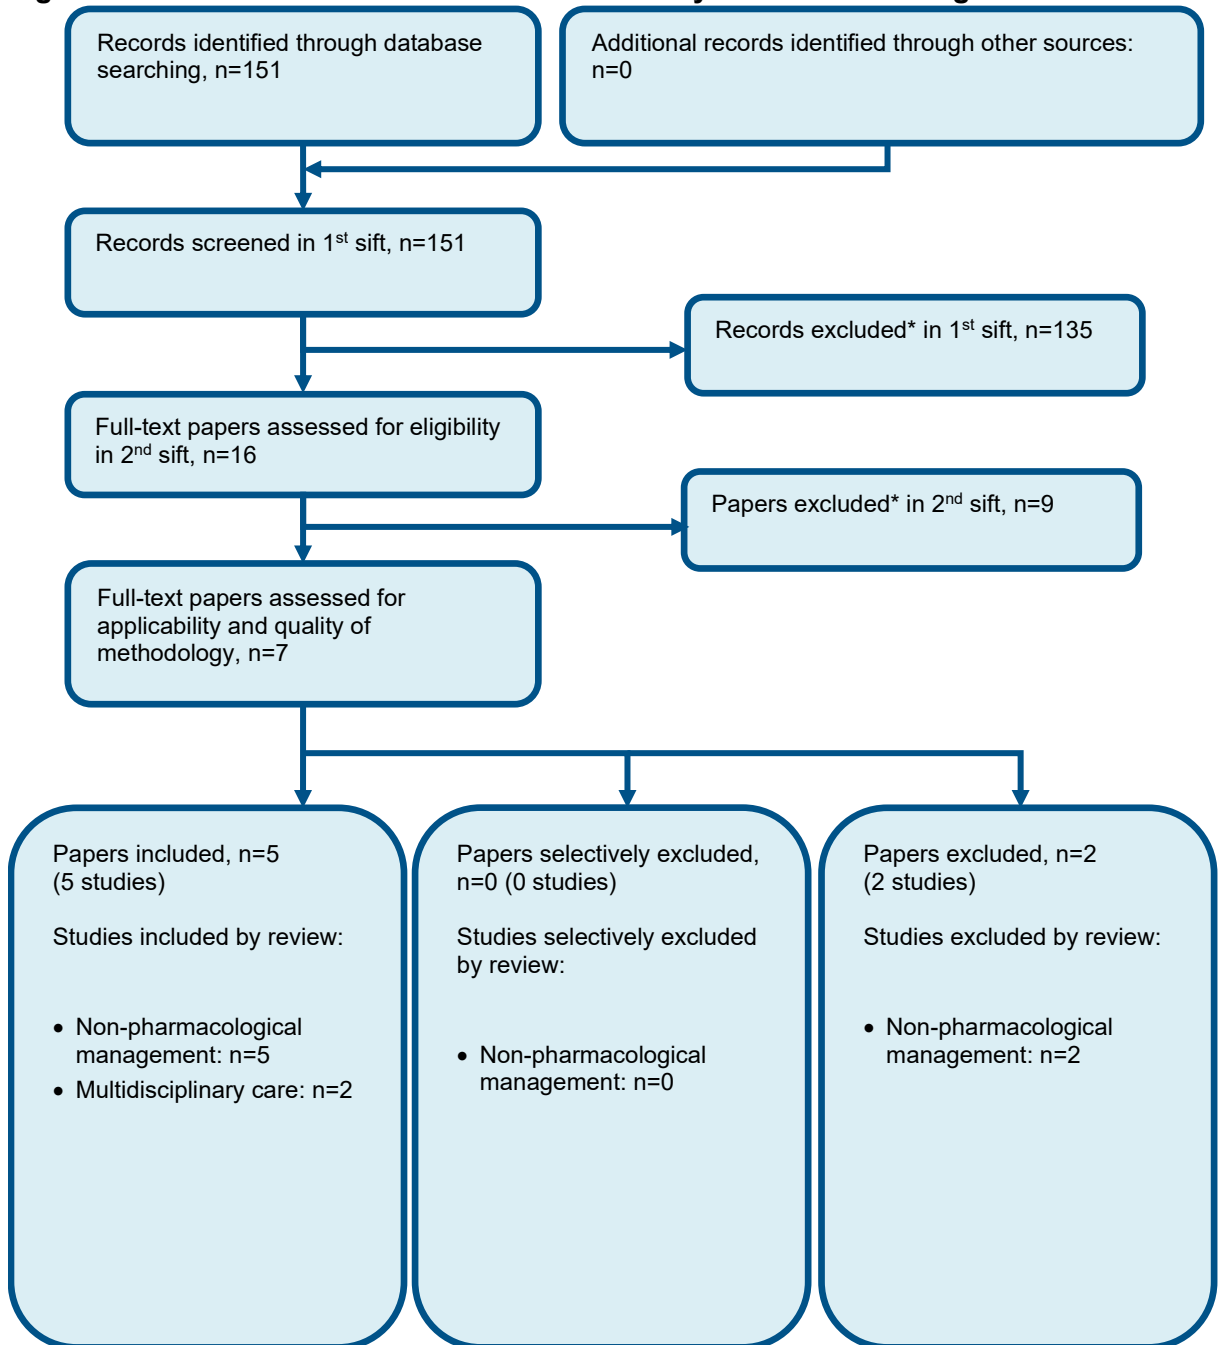 Records identified through database
searching, n=151
Additional records identified through other sources:
n=0
Records screened in 1st sift, n=151
Records excluded* in 1st sift, n=135
Full-text papers assessed for eligibility
in 2nd sift, n=16
Papers excluded* in 2nd sift, n=9
Full-text papers assessed for
applicability and quality of
methodology, n=7
Papers included, n=5
(5 studies)
Studies included by review:
• Non-pharmacological
management: n=5
• Multidisciplinary care: n=2
Papers selectively excluded,
n=0 (0 studies)
Studies selectively excluded
by review:
• Non-pharmacological
management: n=0
Papers excluded, n=2
(2 studies)
Studies excluded by review:
• Non-pharmacological
management: n=2